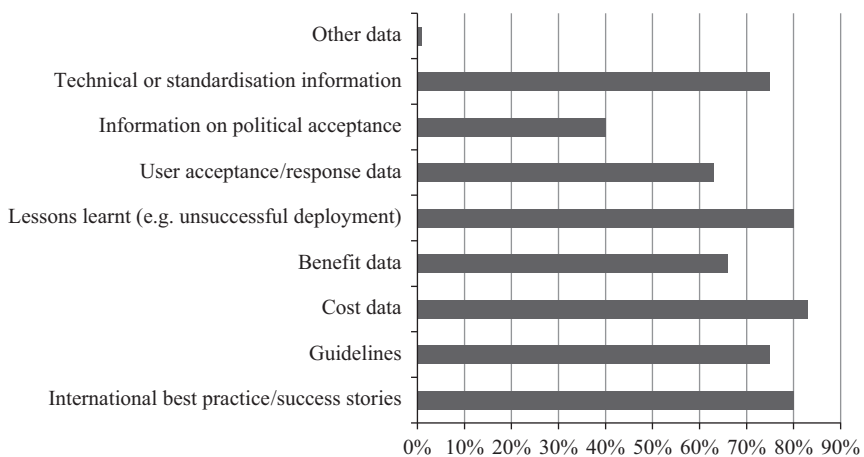 Other data
Technical or standardisation information
Information on political acceptance
User acceptance/response data
Lessons learnt (e.g. unsuccessful deployment)
Benefit data
Cost data
Guidelines
International best practice/success stories
0% 10% 20% 30% 40% 50% 60% 70% 80% 90%